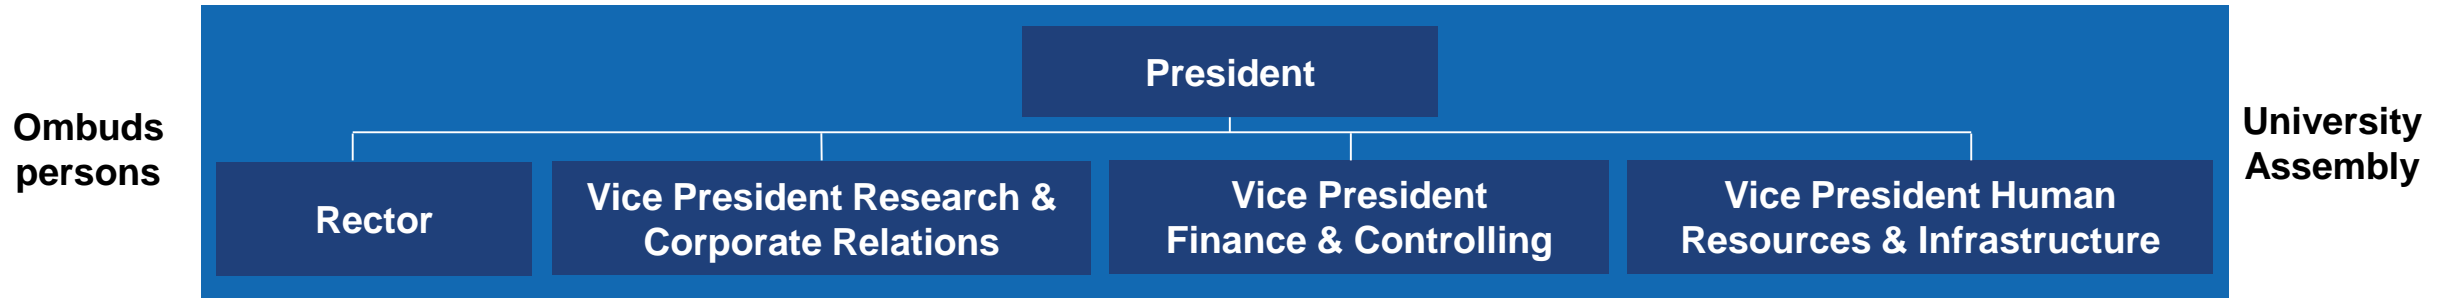 President
Ombuds
persons
Rector
Vice President Research &
Corporate Relations
Vice President
Finance & Controlling
Vice President Human
Resources & Infrastructure
University
Assembly